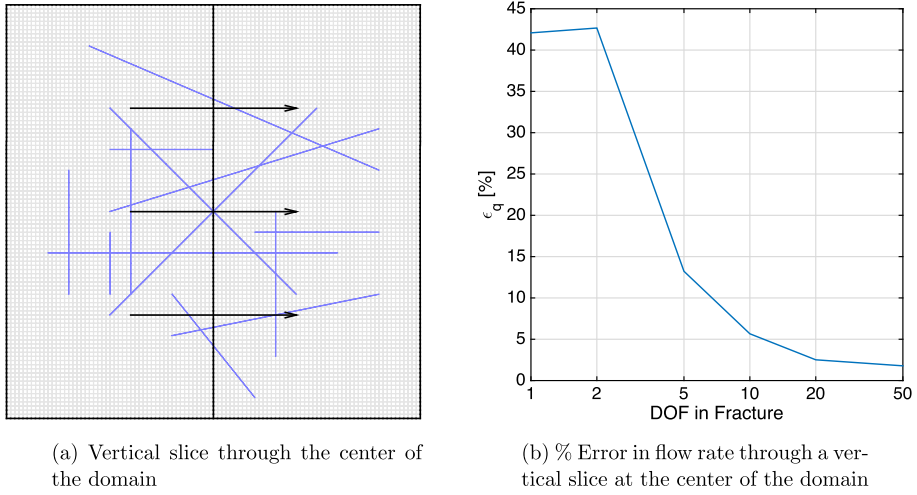 45
40
35
30
25
20
15
10
5
0
ϵq [%]
1 2 5 10 20 50
DOF in Fracture
(a) Vertical slice through the center of
the domain
(b) % Error in flow rate through a ver-
tical slice at the center of the domain